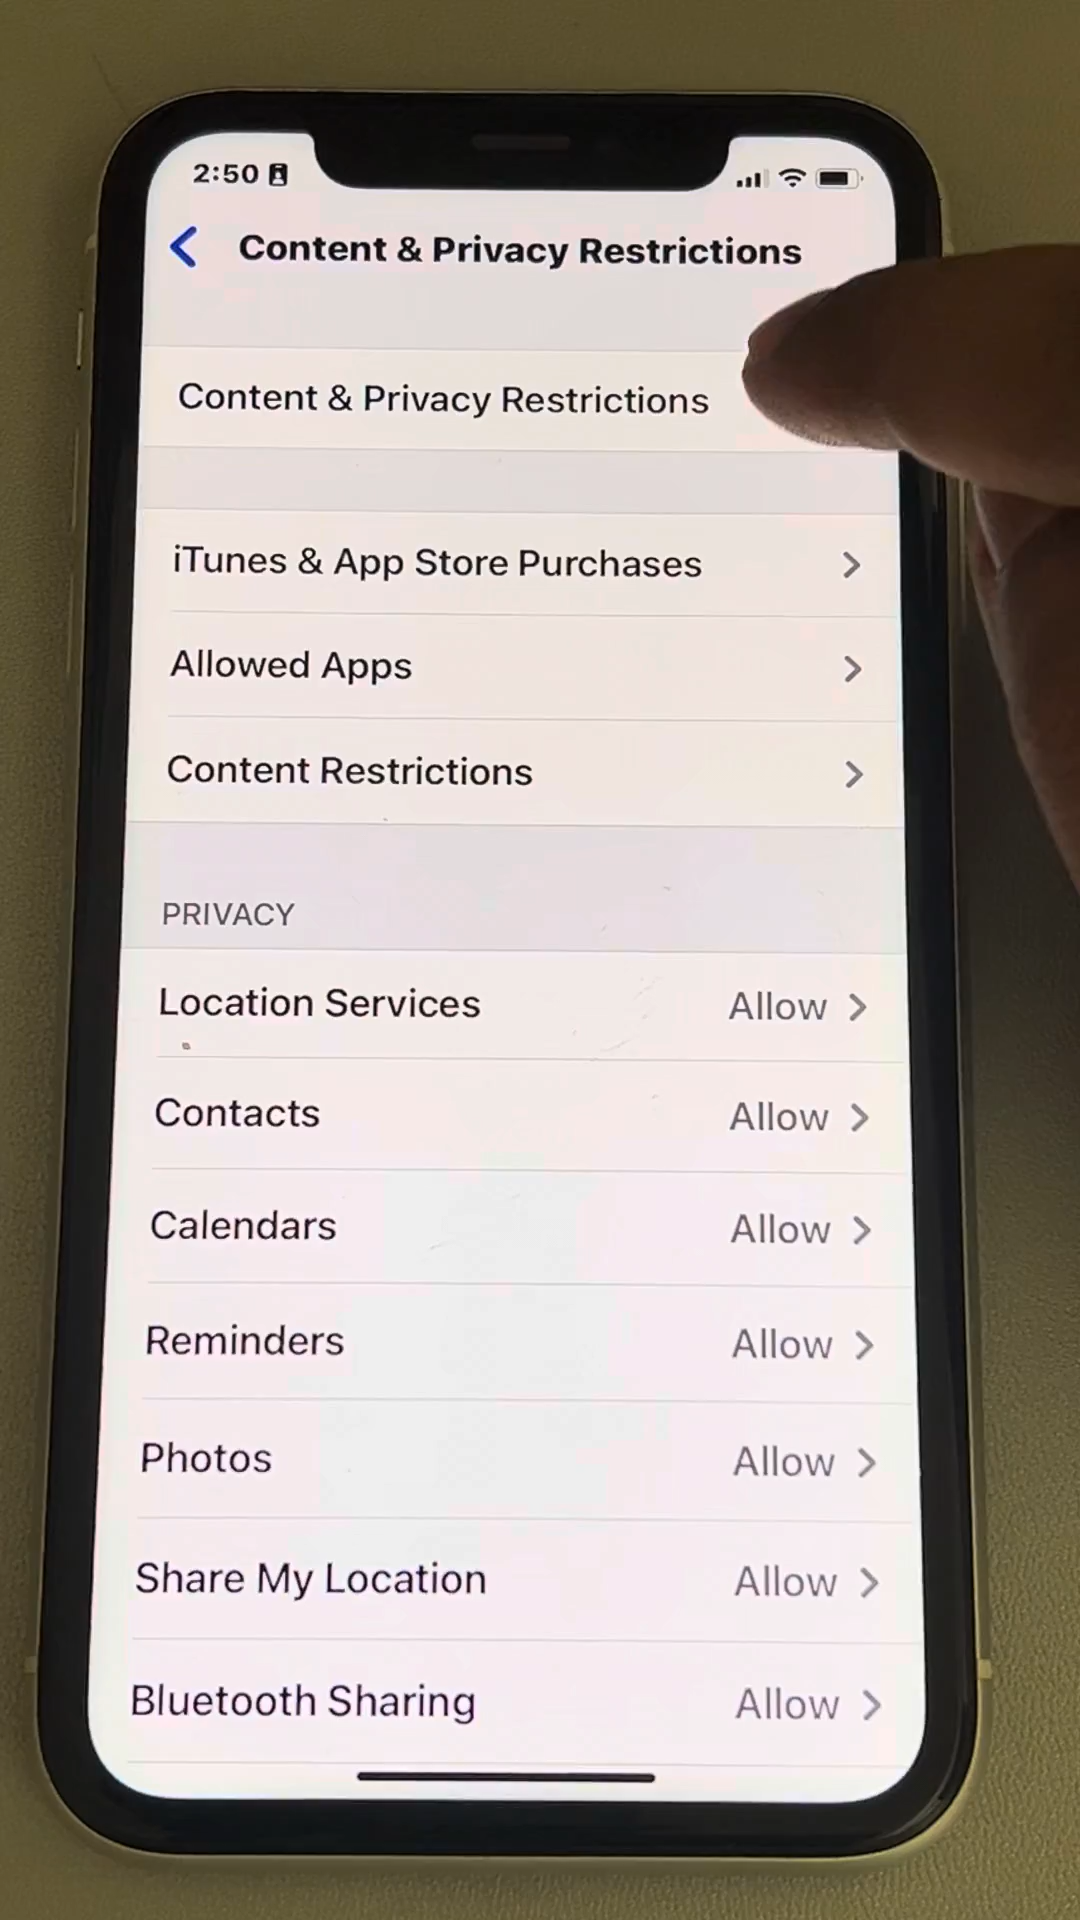 2:50
Content & Privacy Restrictions
Content & Privacy Restrictions
iTunes & App Store Purchases
Allowed Apps
Content Restrictions
PRIVACY
Location Services Allow
Contacts Allow
Calendars Allow
Reminders Allow
Photos Allow
Share My Location Allow
Bluetooth Sharing Allow